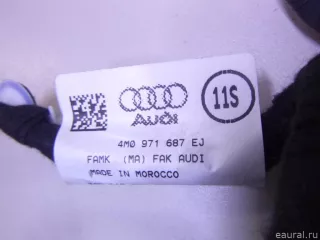 11S
Audi
4M0 971 687 EJ
FAMK (MA) FAK AUDI
MADE IN MOROCCO
© eaural.ru